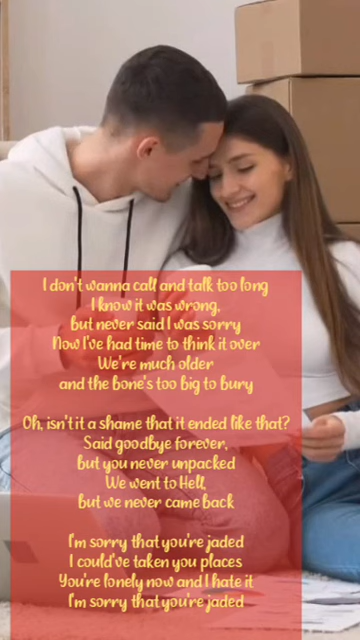 I don't wanna call and talk too long
I know it was wrong,
but never said I was sorry
Now I've had time to think it over
We're much older
and the bone's too big to bury
Oh, isn't it a shame that it ended like that?
Said goodbye forever,
but you never unpacked
We went to Hell,
but we never came back
I'm sorry that you're jaded
I could've taken you places
You're lonely now and I hate it
I'm sorry that you're jaded